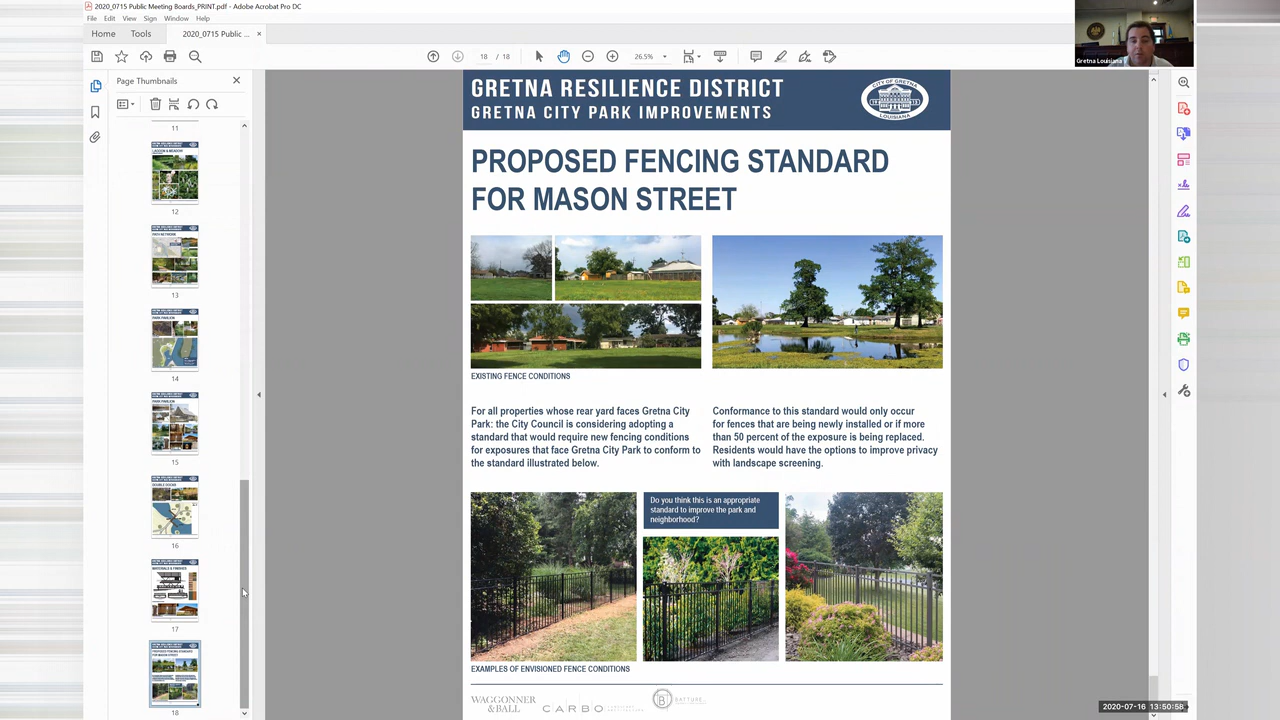 2020_0715 Public Meeting Boards_PRINT.pdf - Adobe Acrobat Pro DC
File Edit View Sign Window Help
Home Tools 2020_0715 Public ... ×
18 / 18 26.5%
Page Thumbnails
11
12
13
14
15
16
17
18
GRETNA RESILIENCE DISTRICT
GRETNA CITY PARK IMPROVEMENTS
CITY OF GRETNA
LOUISIANA
PROPOSED FENCING STANDARD
FOR MASON STREET
EXISTING FENCE CONDITIONS
For all properties whose rear yard faces Gretna City
Park: the City Council is considering adopting a
standard that would require new fencing conditions
for exposures that face Gretna City Park to conform to
the standard illustrated below.
Conformance to this standard would only occur
for fences that are being newly installed or if more
than 50 percent of the exposure is being replaced.
Residents would have the options to improve privacy
with landscape screening.
Do you think this is an appropriate
standard to improve the park and
neighborhood?
EXAMPLES OF ENVISIONED FENCE CONDITIONS
WAGGONNER
& BALL
CARBO
B BATTURE
Gretna Louisiana
2020-07-16 13:50:58